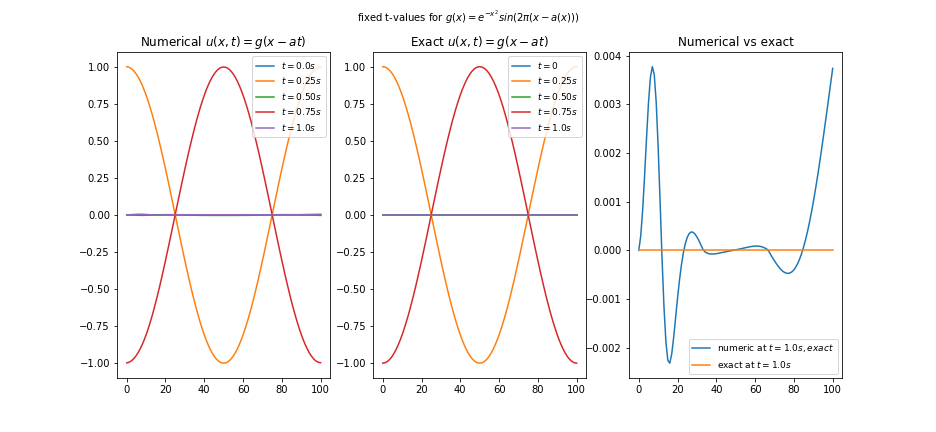 fixed t-values for g(x) = e^{-x^2}sin(2π(x − a(x)))
Numerical u(x, t) = g(x − at)
Exact u(x, t) = g(x − at)
Numerical vs exact
1.00
0.75
0.50
0.25
0.00
−0.25
−0.50
−0.75
−1.00
0 20 40 60 80 100
t = 0.0s
t = 0.25s
t = 0.50s
t = 0.75s
t = 1.0s
1.00
0.75
0.50
0.25
0.00
−0.25
−0.50
−0.75
−1.00
0 20 40 60 80 100
t = 0
t = 0.25s
t = 0.50s
t = 0.75s
t = 1.0s
0.004
0.003
0.002
0.001
0.000
−0.001
−0.002
0 20 40 60 80 100
numeric at t = 1.0s, exact
exact at t = 1.0s